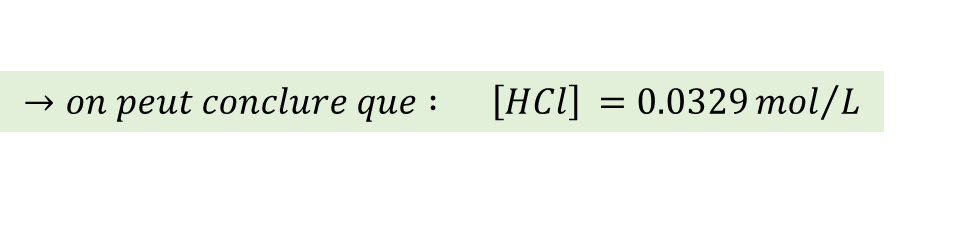 → on peut conclure que : [HCl] = 0.0329 mol/L